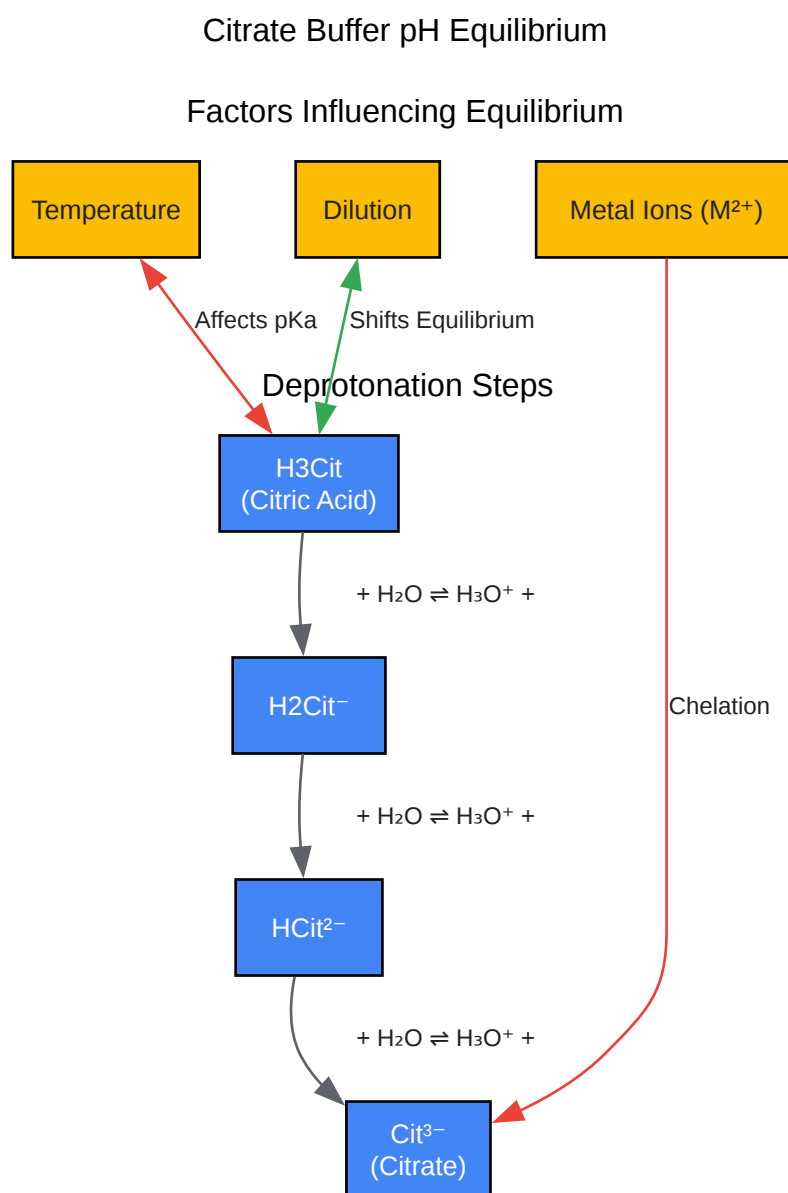 Citrate Buffer pH Equilibrium
Factors Influencing Equilibrium
Temperature
Dilution
Metal Ions (M²⁺)
Affects pKa
Shifts Equilibrium
Deprotonation Steps
H3Cit
(Citric Acid)
+ H₂O ⇌ H₃O⁺ +
H2Cit⁻
Chelation
+ H₂O ⇌ H₃O⁺ +
HCit²⁻
+ H₂O ⇌ H₃O⁺ +
Cit³⁻
(Citrate)